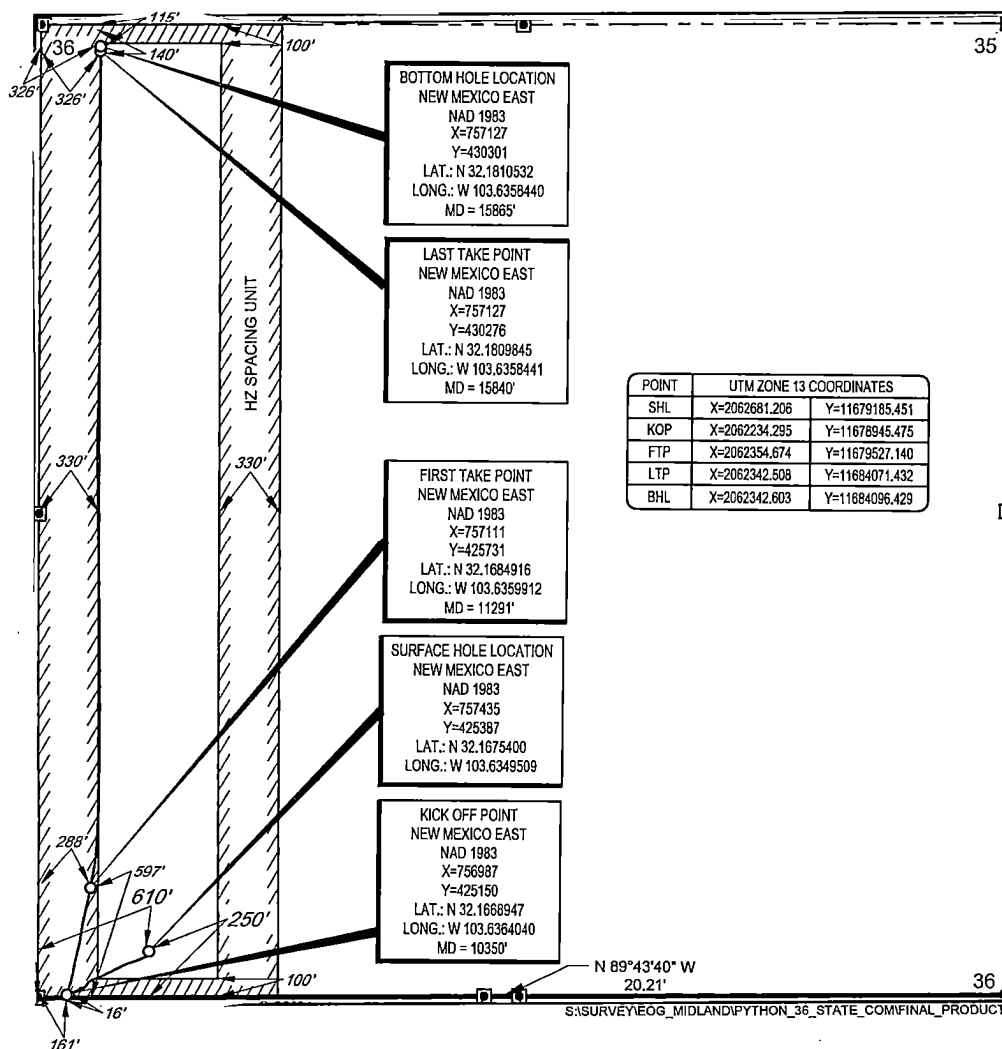 115'
36
140'
100'
35
326'
326'
BOTTOM HOLE LOCATION
NEW MEXICO EAST
NAD 1983
X=757127
Y=430301
LAT.: N 32.1810532
LONG.: W 103.6358440
MD = 15865'
LAST TAKE POINT
NEW MEXICO EAST
NAD 1983
X=757127
Y=430276
LAT.: N 32.1809845
LONG.: W 103.6358441
MD = 15840'
HZ SPACING UNIT
POINT UTM ZONE 13 COORDINATES
SHL X=2062681.206 Y=11679185.451
KOP X=2062234.295 Y=11678945.475
FTP X=2062354.674 Y=11679527.140
LTP X=2062342.508 Y=11684071.432
BHL X=2062342.603 Y=11684096.429
330'
330'
FIRST TAKE POINT
NEW MEXICO EAST
NAD 1983
X=757111
Y=425731
LAT.: N 32.1684916
LONG.: W 103.6359912
MD = 11291'
SURFACE HOLE LOCATION
NEW MEXICO EAST
NAD 1983
X=757435
Y=425387
LAT.: N 32.1675400
LONG.: W 103.6349509
288'
597'
610'
250'
KICK OFF POINT
NEW MEXICO EAST
NAD 1983
X=756987
Y=425150
LAT.: N 32.1668947
LONG.: W 103.6364040
MD = 10350'
100'
N 89°43'40" W
20.21'
36
16'
161'
S:\SURVEY\EOG_MIDLAND\PYTHON_36_STATE_COM\FINAL_PRODUCT